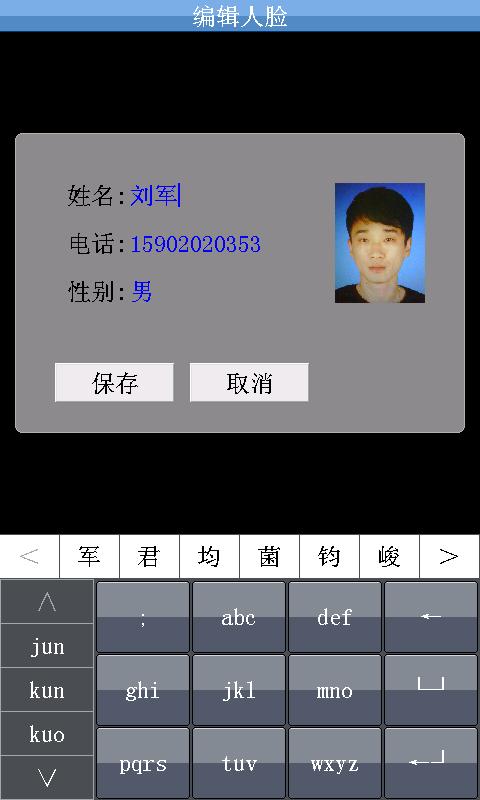 编辑人脸
姓名:刘军
电话:15902020353
性别:男
保存 取消
< 军 君 均 菌 钧 峻 >
; abc def ←
jun
kun ghi jkl mno
kuo
pqrs tuv wxyz